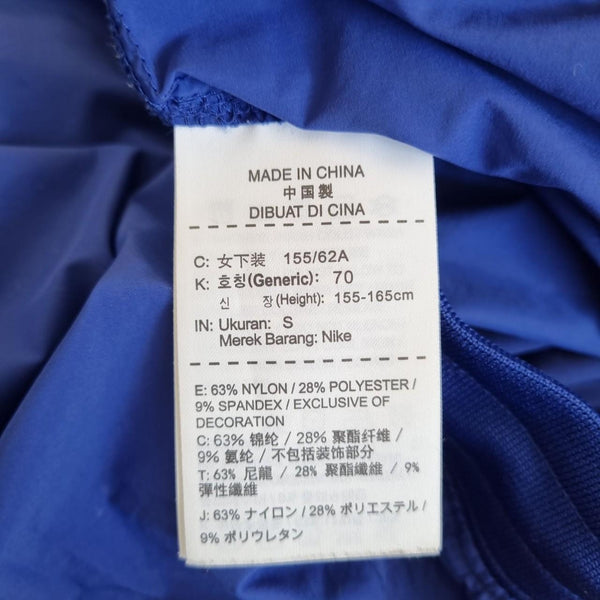 MADE IN CHINA
中国製
DIBUAT DI CINA
C: 女下装 155/62A
K: 호칭(Generic): 70
신 장 (Height): 155-165cm
IN: Ukuran: S
Merek Barang: Nike
E: 63% NYLON / 28% POLYESTER /
9% SPANDEX / EXCLUSIVE OF
DECORATION
C: 63% 锦纶 / 28% 聚酯纤维 /
9% 氨纶 / 不包括装饰部分
T: 63% 尼龍 / 28% 聚酯纖維 / 9%
彈性纖維
J: 63% ナイロン / 28% ポリエステル /
9% ポリウレタン